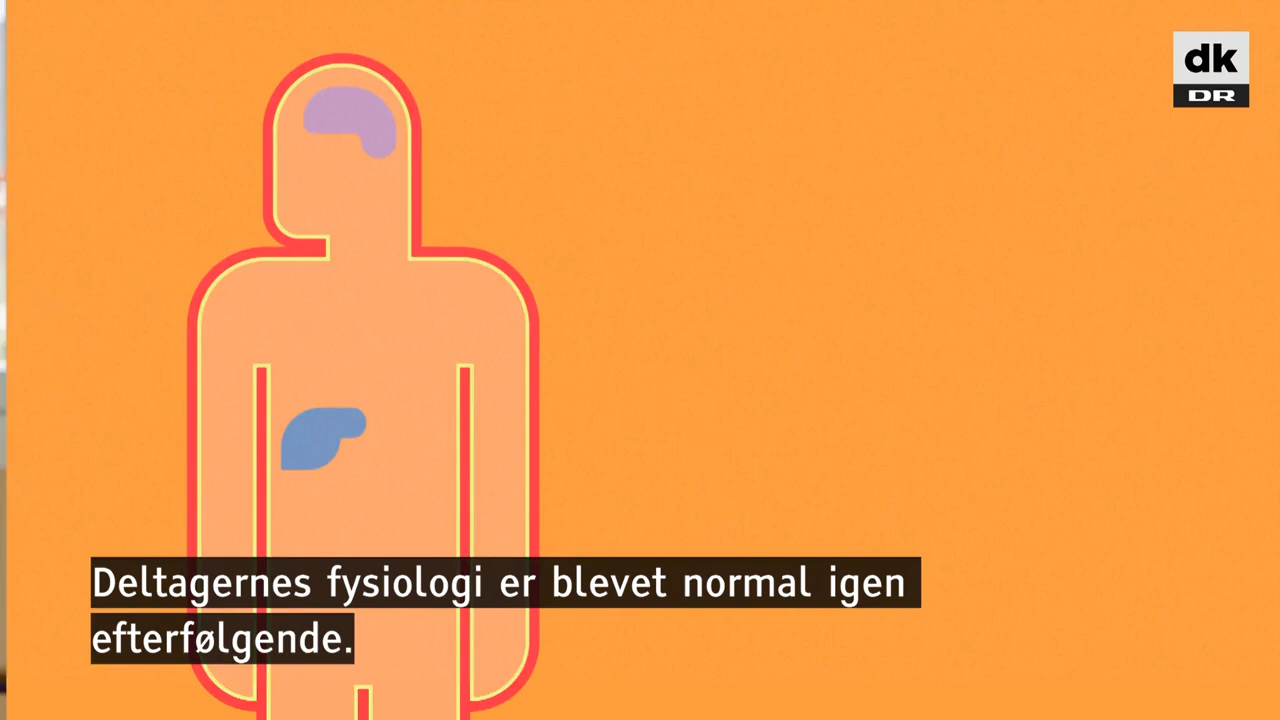 dk
DR
Deltagernes fysiologi er blevet normal igen
efterfølgende.